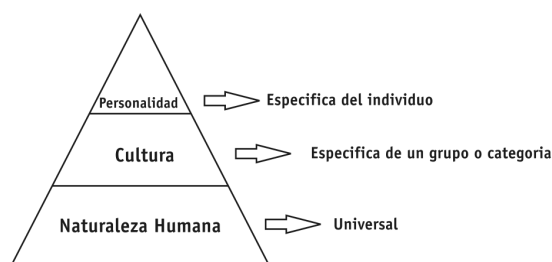 Personalidad
Especifica del individuo
Cultura
Especifica de un grupo o categoria
Naturaleza Humana
Universal